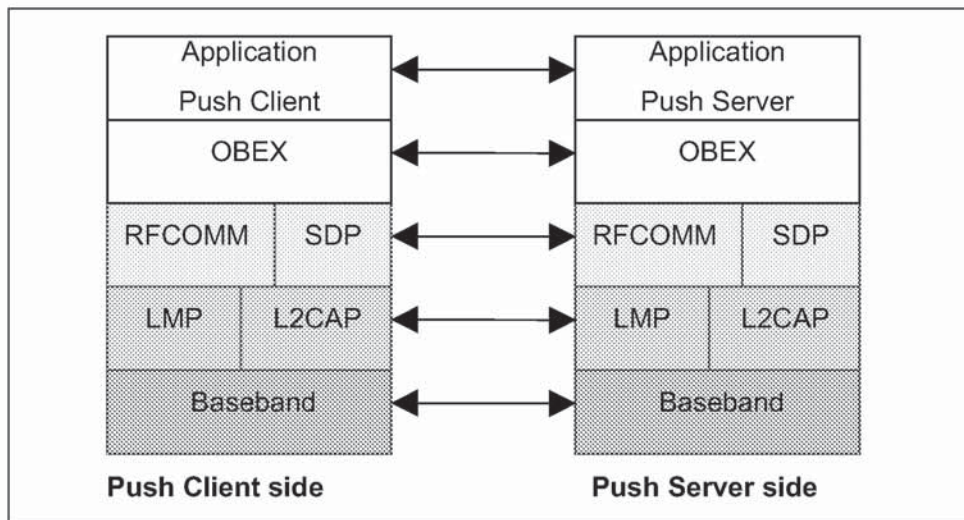 Application
Push Client
OBEX
RFCOMM SDP
LMP L2CAP
Baseband
Push Client side
Application
Push Server
OBEX
RFCOMM SDP
LMP L2CAP
Baseband
Push Server side